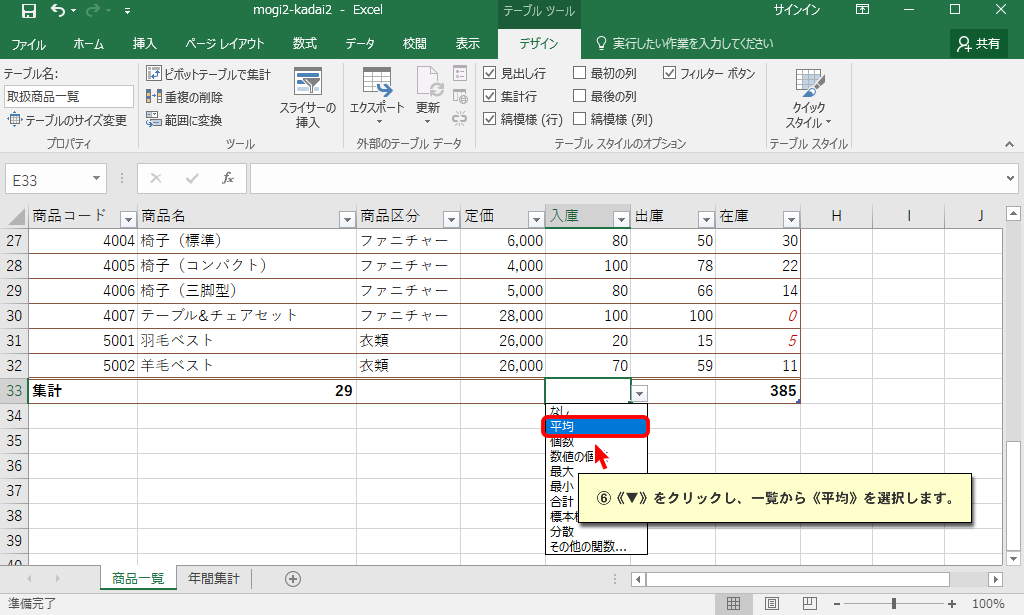 mogi2-kadai2 - Excel
テーブル ツール
サインイン
ファイル ホーム 挿入 ページ レイアウト 数式 データ 校閲 表示 デザイン 実行したい作業を入力してください 共有
テーブル名:
取扱商品一覧
テーブルのサイズ変更
プロパティ
ピボットテーブルで集計
重複の削除
範囲に変換
スライサーの
挿入
ツール
エクスポート
更新
外部のテーブル データ
見出し行
集計行
縞模様 (行)
最初の列
最後の列
縞模様 (列)
フィルター ボタン
テーブル スタイルのオプション
クイック
スタイル
テーブル スタイル
E33
fx
商品コード 商品名 商品区分 定価 入庫 出庫 在庫 H I J
27 4004 椅子（標準） ファニチャー 6,000 80 50 30
28 4005 椅子（コンパクト） ファニチャー 4,000 100 78 22
29 4006 椅子（三脚型） ファニチャー 5,000 80 66 14
30 4007 テーブル&チェアセット ファニチャー 28,000 100 100 0
31 5001 羽毛ベスト 衣類 26,000 20 15 5
32 5002 羊毛ベスト 衣類 26,000 70 59 11
33 集計 29 385
34
35
36
37
38
39
40
なし
平均
個数
数値の個
最大
最小
合計
標本
分散
その他の関数...
⑥《▼》をクリックし、一覧から《平均》を選択します。
商品一覧 年間集計
準備完了
100%